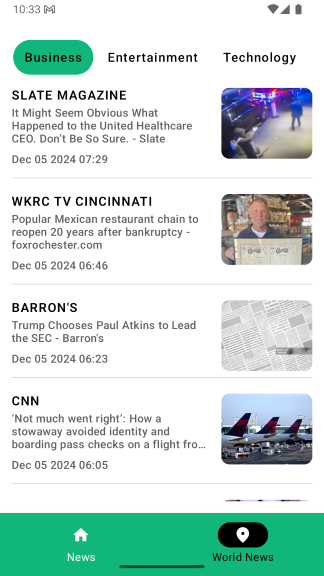 10:33
Business Entertainment Technology
SLATE MAGAZINE
It Might Seem Obvious What
Happened to the United Healthcare
CEO. Don't Be So Sure. - Slate
Dec 05 2024 07:29
WKRC TV CINCINNATI
Popular Mexican restaurant chain to
reopen 20 years after bankruptcy -
foxrochester.com
Dec 05 2024 06:46
BARRON'S
Trump Chooses Paul Atkins to Lead
the SEC - Barron's
Dec 05 2024 06:23
CNN
‘Not much went right’: How a
stowaway avoided identity and
boarding pass checks on a flight fro…
Dec 05 2024 06:05
News World News